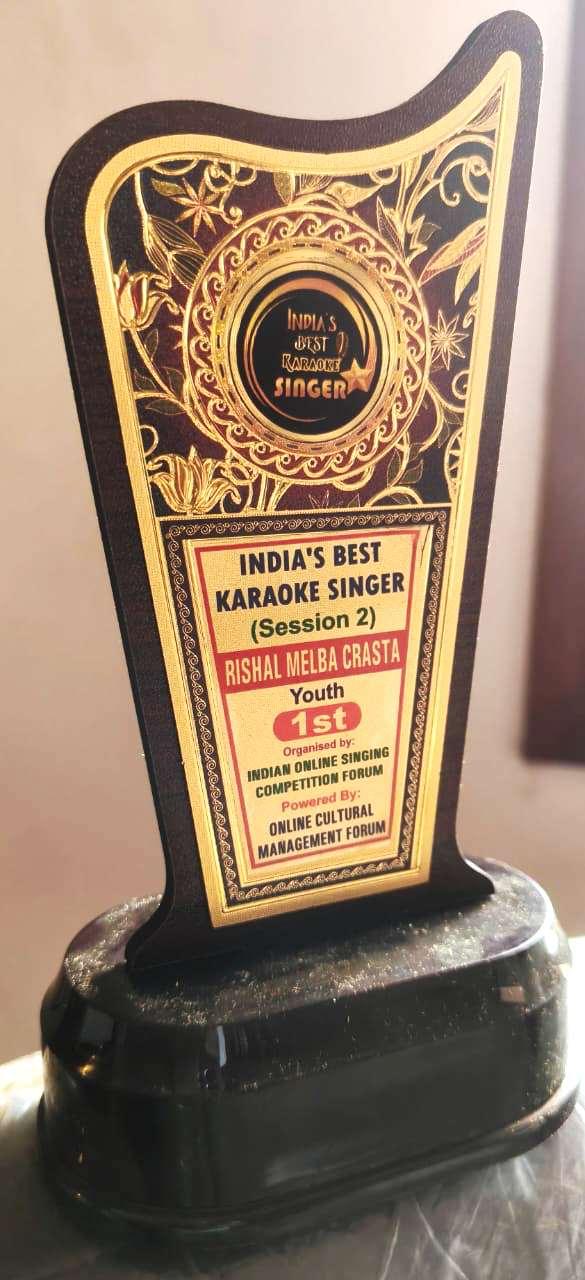 INDIA'S
BEST
KARAOKE
SINGER
INDIA'S BEST
KARAOKE SINGER
(Session 2)
RISHAL MELBA CRASTA
Youth
1st
Organised by:
INDIAN ONLINE SINGING
COMPETITION FORUM
Powered By:
ONLINE CULTURAL
MANAGEMENT FORUM